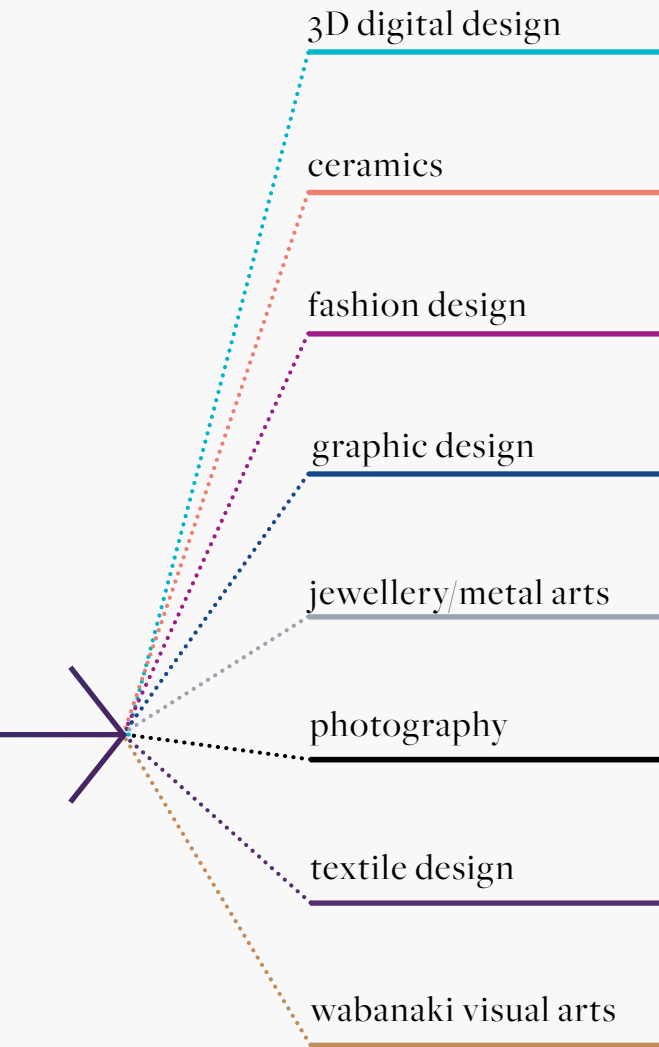 3D digital design
ceramics
fashion design
graphic design
jewellery/metal arts
photography
textile design
wabanaki visual arts